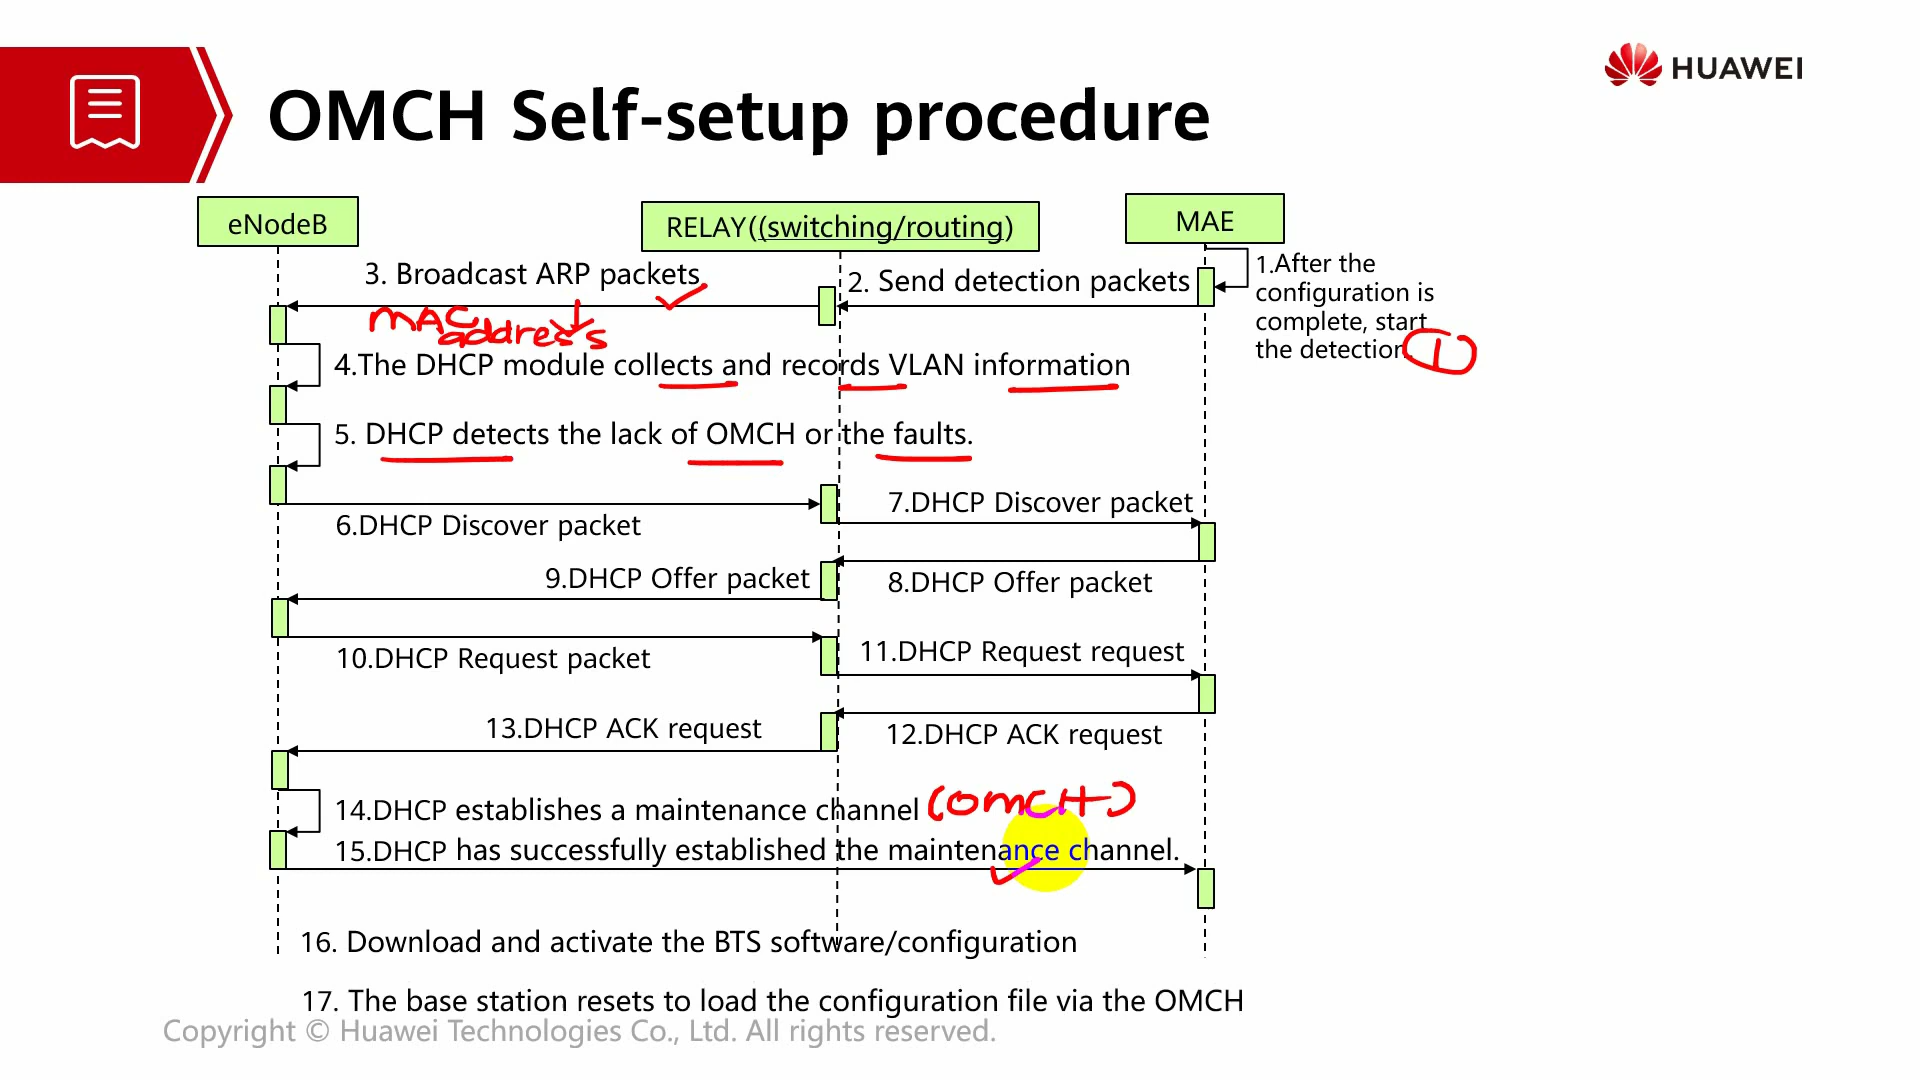 HUAWEI
OMCH Self-setup procedure
eNodeB
RELAY((switching/routing)
MAE
1.After the
configuration is
complete, start
the detection.
1
3. Broadcast ARP packets
2. Send detection packets
MAC
address
4.The DHCP module collects and records VLAN information
5. DHCP detects the lack of OMCH or the faults.
6.DHCP Discover packet
7.DHCP Discover packet
9.DHCP Offer packet
8.DHCP Offer packet
10.DHCP Request packet
11.DHCP Request request
13.DHCP ACK request
12.DHCP ACK request
14.DHCP establishes a maintenance channel (OMCH)
15.DHCP has successfully established the maintenance channel.
16. Download and activate the BTS software/configuration
17. The base station resets to load the configuration file via the OMCH
Copyright © Huawei Technologies Co., Ltd. All rights reserved.